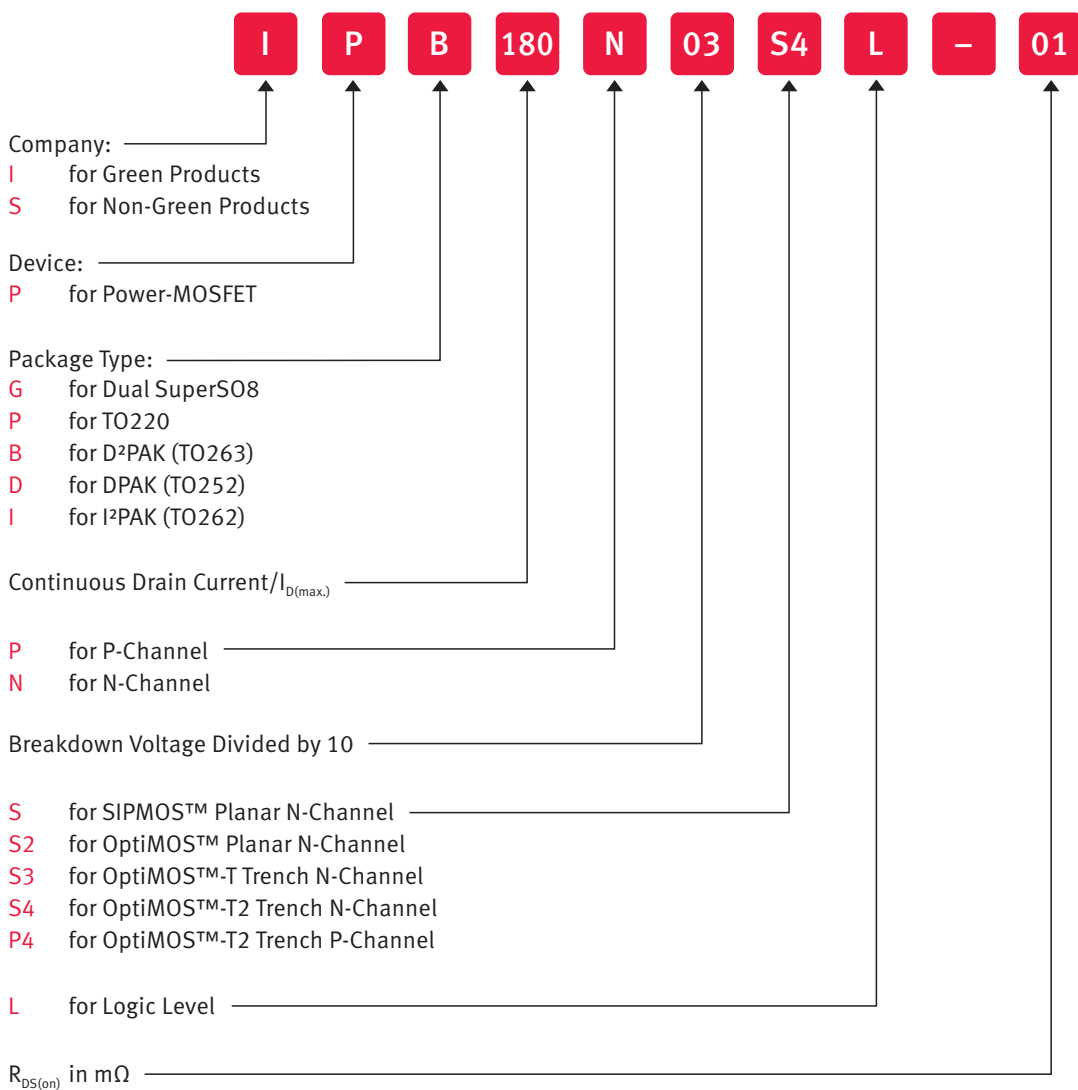 I P B 180 N 03 S4 L – 01
Company:
I for Green Products
S for Non-Green Products
Device:
P for Power-MOSFET
Package Type:
G for Dual SuperSO8
P for TO220
B for D²PAK (TO263)
D for DPAK (TO252)
I for I²PAK (TO262)
Continuous Drain Current/I_D(max.)
P for P-Channel
N for N-Channel
Breakdown Voltage Divided by 10
S for SIPMOS™ Planar N-Channel
S2 for OptiMOS™ Planar N-Channel
S3 for OptiMOS™-T Trench N-Channel
S4 for OptiMOS™-T2 Trench N-Channel
P4 for OptiMOS™-T2 Trench P-Channel
L for Logic Level
R_DS(on) in mΩ